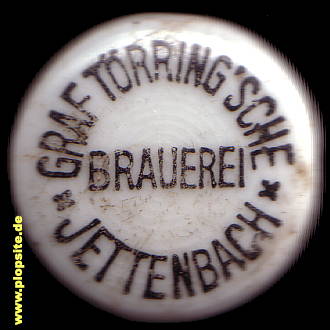 GRAF TÖRRING'SCHE
BRAUEREI
* JETTENBACH *
www.plopsite.de